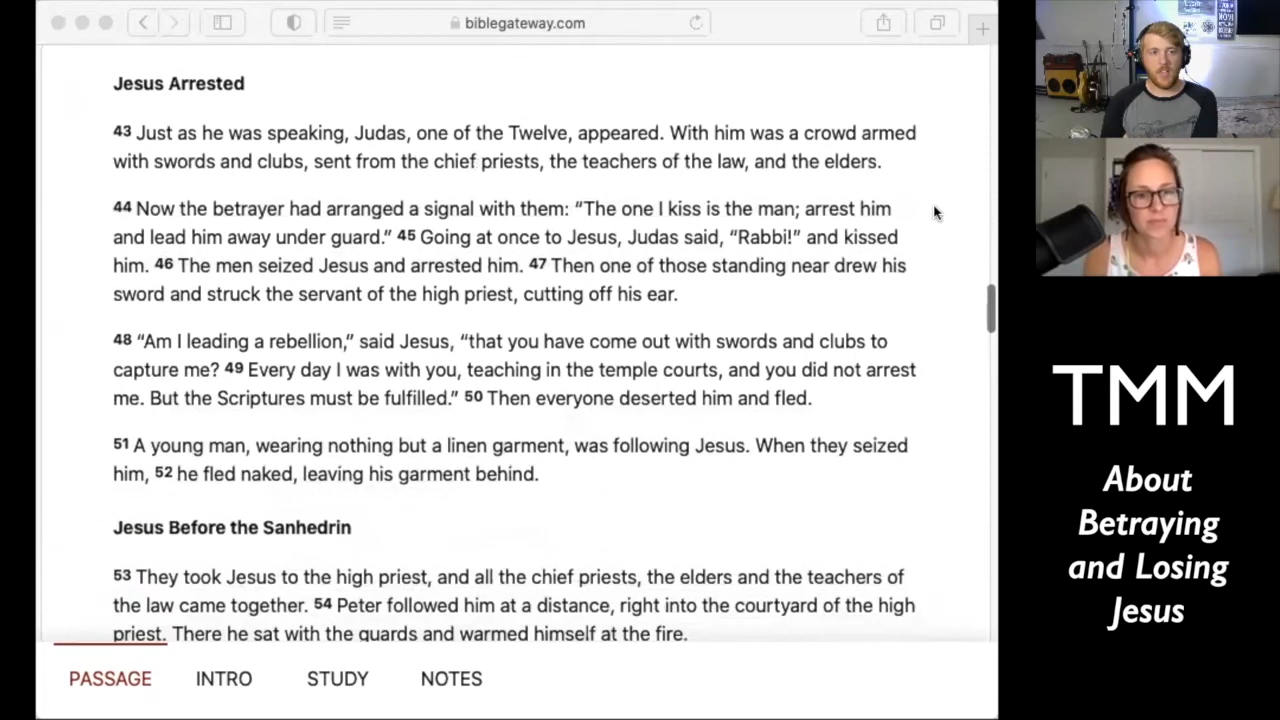 biblegateway.com
Jesus Arrested
43 Just as he was speaking, Judas, one of the Twelve, appeared. With him was a crowd armed
with swords and clubs, sent from the chief priests, the teachers of the law, and the elders.
44 Now the betrayer had arranged a signal with them: “The one I kiss is the man; arrest him
and lead him away under guard.” 45 Going at once to Jesus, Judas said, “Rabbi!” and kissed
him. 46 The men seized Jesus and arrested him. 47 Then one of those standing near drew his
sword and struck the servant of the high priest, cutting off his ear.
48 “Am I leading a rebellion,” said Jesus, “that you have come out with swords and clubs to
capture me? 49 Every day I was with you, teaching in the temple courts, and you did not arrest
me. But the Scriptures must be fulfilled.” 50 Then everyone deserted him and fled.
51 A young man, wearing nothing but a linen garment, was following Jesus. When they seized
him, 52 he fled naked, leaving his garment behind.
Jesus Before the Sanhedrin
53 They took Jesus to the high priest, and all the chief priests, the elders and the teachers of
the law came together. 54 Peter followed him at a distance, right into the courtyard of the high
priest. There he sat with the guards and warmed himself at the fire.
PASSAGE INTRO STUDY NOTES
TMM
About
Betraying
and Losing
Jesus